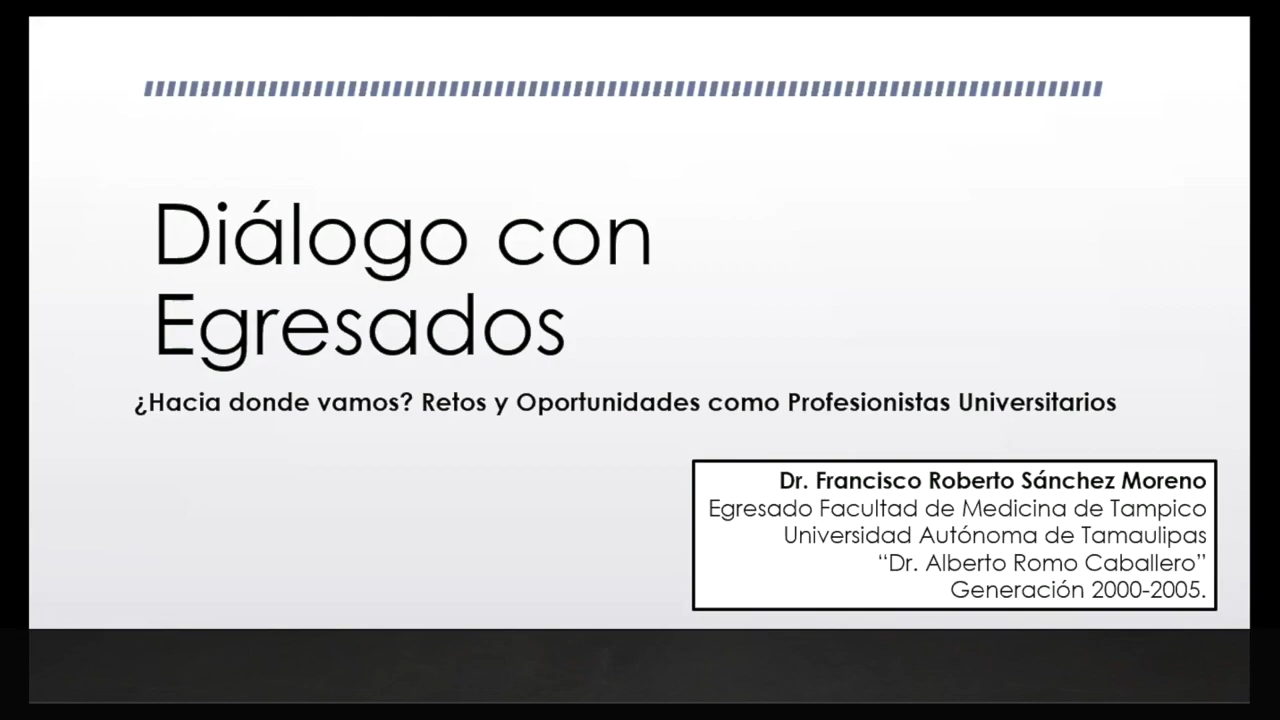 Diálogo con
Egresados
¿Hacia donde vamos? Retos y Oportunidades como Profesionistas Universitarios
Dr. Francisco Roberto Sánchez Moreno
Egresado Facultad de Medicina de Tampico
Universidad Autónoma de Tamaulipas
“Dr. Alberto Romo Caballero”
Generación 2000-2005.